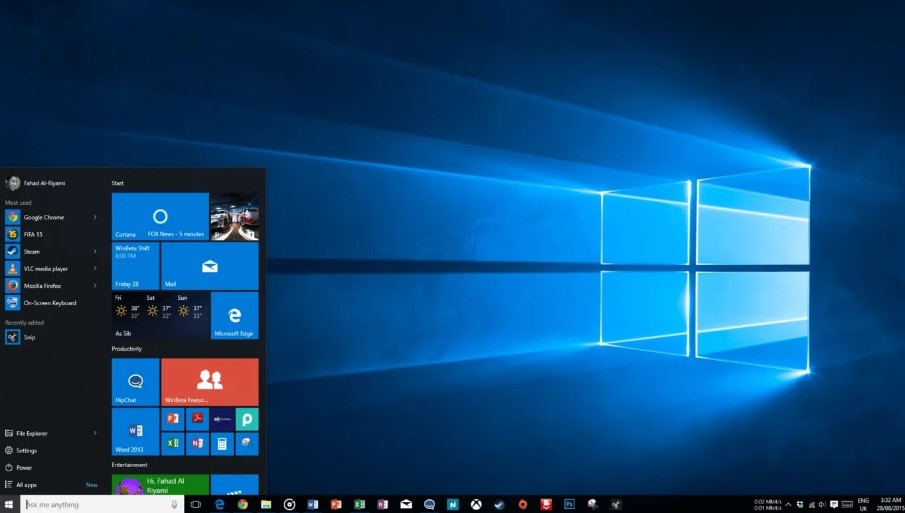 Fahad Al-Riyami
Most used
Google Chrome
FIFA 15
Steam
VLC media player
Mozilla Firefox
On-Screen Keyboard
Recently added
Snip
File Explorer
Settings
Power
All apps New
Start
Cortana FOX News - 5 minutes
WinBeta Shift
8:00 PM
Friday 28
Mail
Fri Sat Sun
38° 37° 37°
33° 32° 33°
As Sib
Microsoft Edge
Productivity
HipChat
WinBeta Featur...
Word 2013
Entertainment
Hi, Fahad Al
Riyami
Ask me anything
0.02 Mbit/s
0.01 Mbit/s
ENG
UK
3:32 AM
28/08/2015